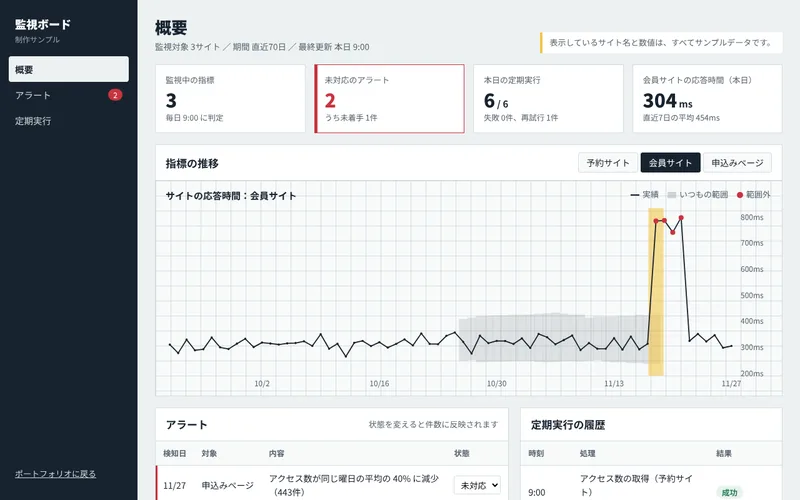 監視ボード
制作サンプル
概要
アラート 2
定期実行
ポートフォリオに戻る
概要
監視対象 3サイト ／ 期間 直近70日 ／ 最終更新 本日 9:00
表示しているサイト名と数値は、すべてサンプルデータです。
監視中の指標
3
毎日 9:00 に判定
未対応のアラート
2
うち未着手 1件
本日の定期実行
6 / 6
失敗 0件、再試行 1件
会員サイトの応答時間（本日）
304 ms
直近7日の平均 454ms
指標の推移
予約サイト 会員サイト 申込みページ
サイトの応答時間：会員サイト
実績 いつもの範囲 範囲外
800ms
700ms
600ms
500ms
400ms
300ms
200ms
10/2 10/16 10/30 11/13 11/27
アラート
状態を変えると件数に反映されます
検知日 対象 内容 状態
11/27 申込みページ アクセス数が同じ曜日の平均の 40% に減少
（443件） 未対応
定期実行の履歴
時刻 処理 結果
9:00 アクセス数の取得（予約サイ
ト） 成功